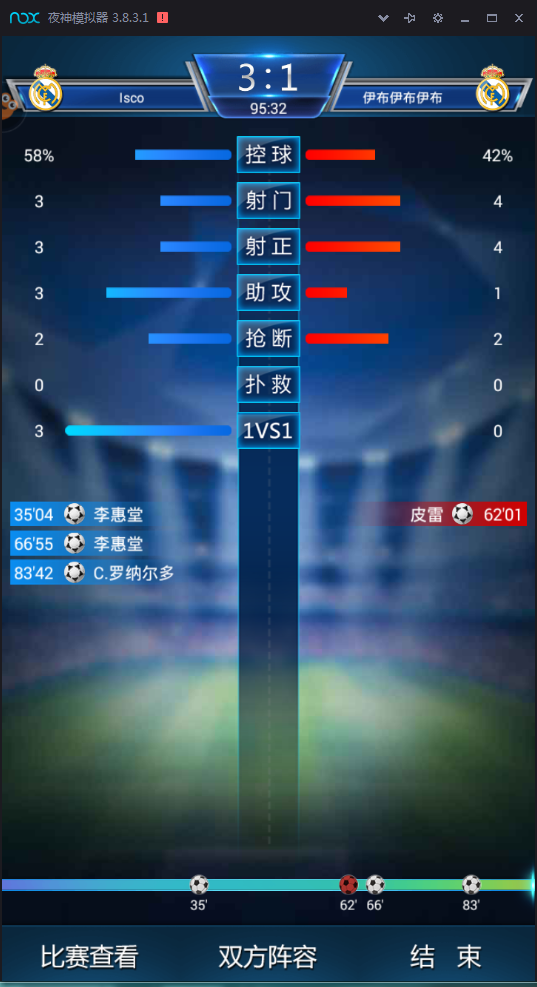 nox 夜神模拟器 3.8.3.1
3:1
Isco 95:32 伊布伊布伊布
58% 控球 42%
3 射门 4
3 射正 4
3 助攻 1
2 抢断 2
0 扑救 0
3 1VS1 0
35'04 李惠堂 皮雷 62'01
66'55 李惠堂
83'42 C.罗纳尔多
35' 62' 66' 83'
比赛查看 双方阵容 结 束